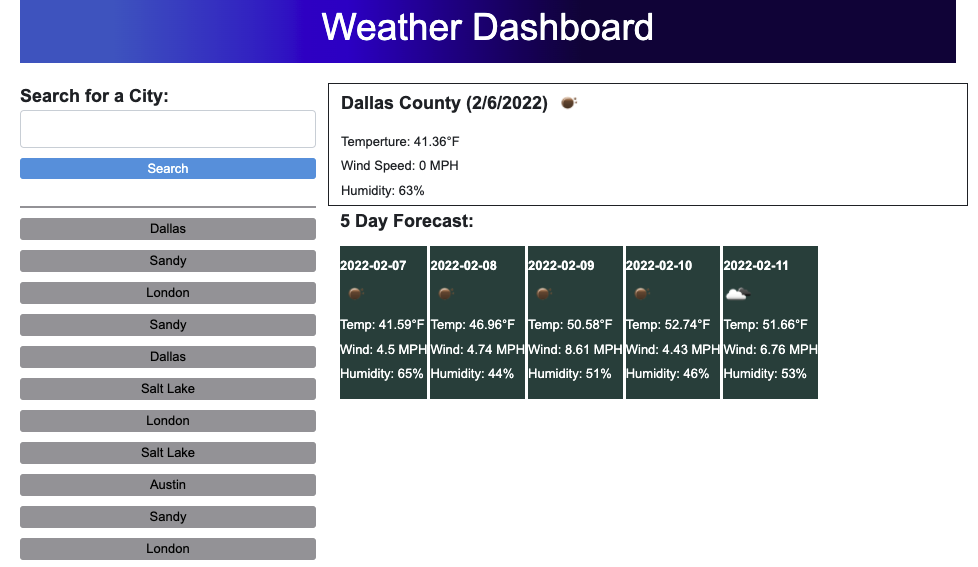 Weather Dashboard
Search for a City:
Search
Dallas
Sandy
London
Sandy
Dallas
Salt Lake
London
Salt Lake
Austin
Sandy
London
Dallas County (2/6/2022)
Temperture: 41.36°F
Wind Speed: 0 MPH
Humidity: 63%
5 Day Forecast:
2022-02-07
Temp: 41.59°F
Wind: 4.5 MPH
Humidity: 65%
2022-02-08
Temp: 46.96°F
Wind: 4.74 MPH
Humidity: 44%
2022-02-09
Temp: 50.58°F
Wind: 8.61 MPH
Humidity: 51%
2022-02-10
Temp: 52.74°F
Wind: 4.43 MPH
Humidity: 46%
2022-02-11
Temp: 51.66°F
Wind: 6.76 MPH
Humidity: 53%